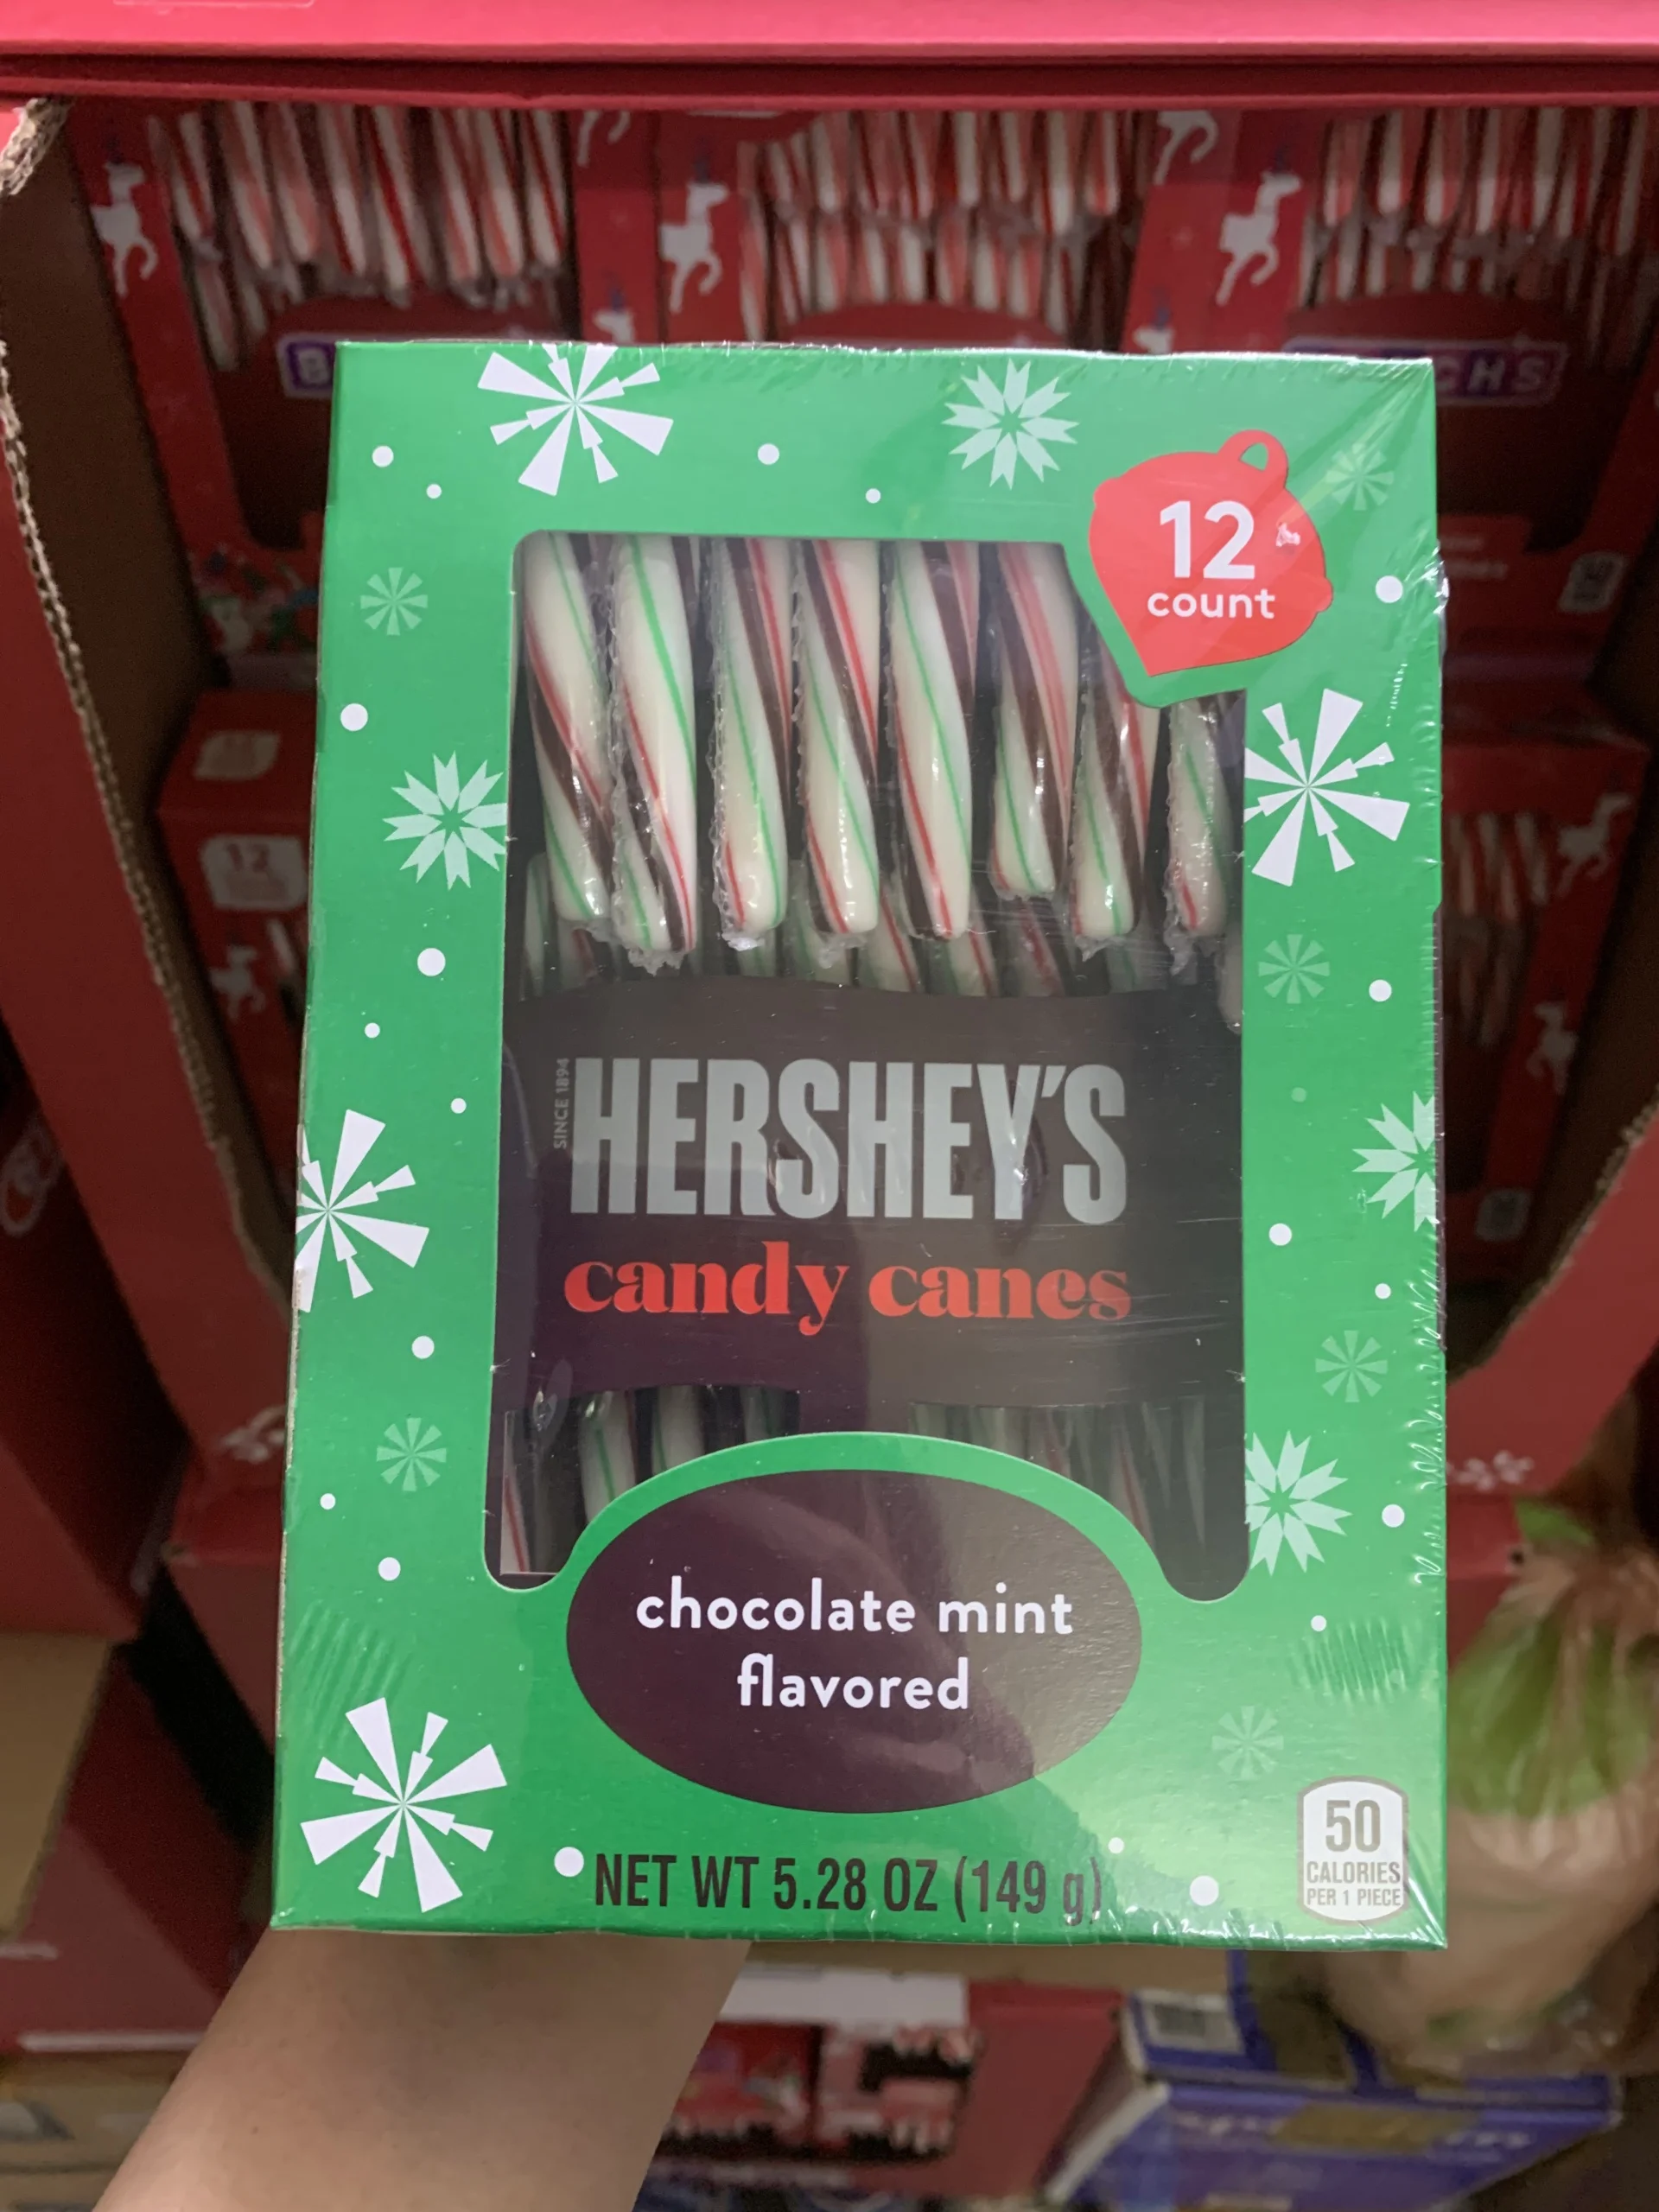 12
count
SINCE 1894
HERSHEY'S
candy canes
chocolate mint
flavored
NET WT 5.28 OZ (149 g)
50
CALORIES
PER 1 PIECE
12